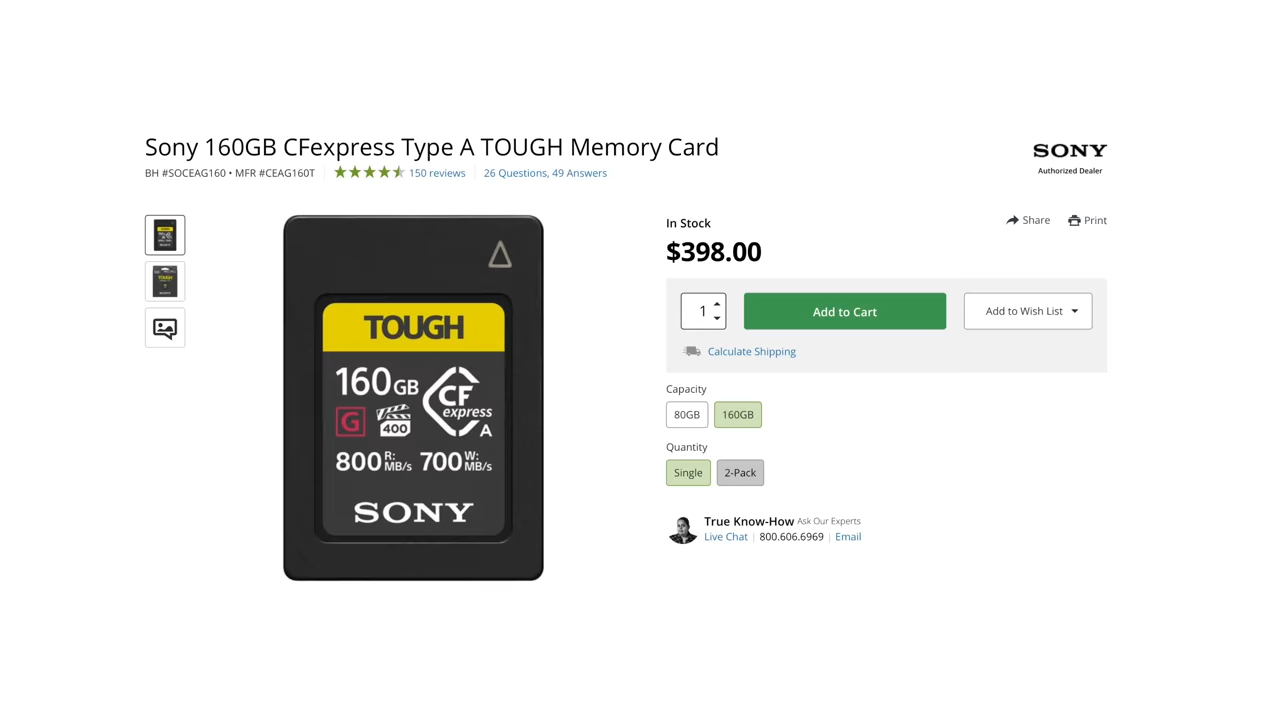 Sony 160GB CFexpress Type A TOUGH Memory Card
BH #SOCEAG160 • MFR #CEAG160T 150 reviews 26 Questions, 49 Answers
SONY
Authorized Dealer
In Stock
Share Print
$398.00
1 Add to Cart Add to Wish List
Calculate Shipping
Capacity
80GB 160GB
Quantity
Single 2-Pack
True Know-How Ask Our Experts
Live Chat | 800.606.6969 | Email
TOUGH
160GB
CF
express
A
G
400
800 R: MB/s 700 W: MB/s
SONY